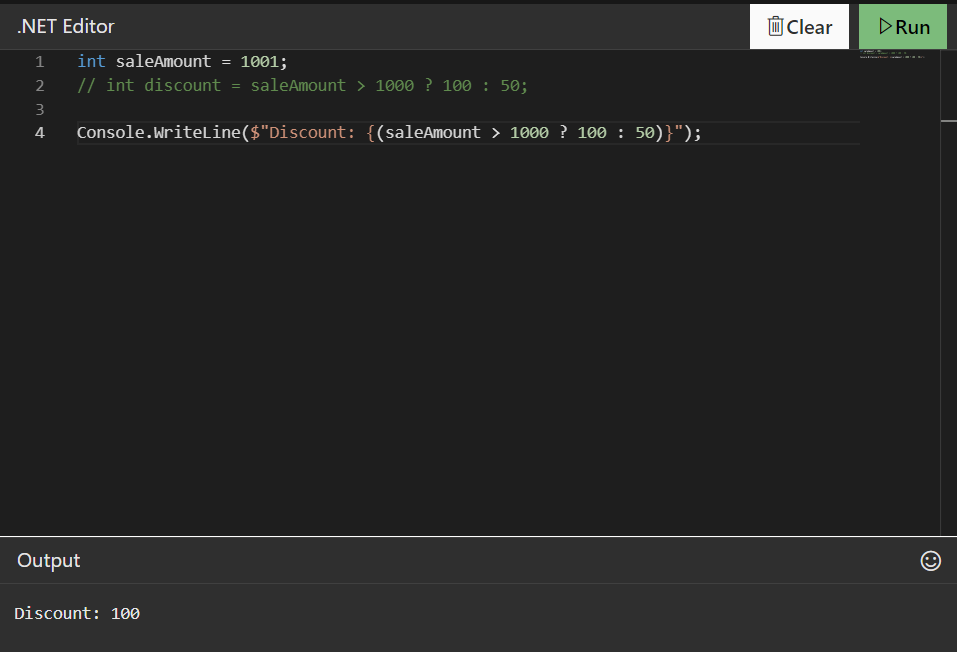 .NET Editor
Clear
Run
1 int saleAmount = 1001;
2 // int discount = saleAmount > 1000 ? 100 : 50;
3
4 Console.WriteLine($"Discount: {(saleAmount > 1000 ? 100 : 50)}");
Output
Discount: 100